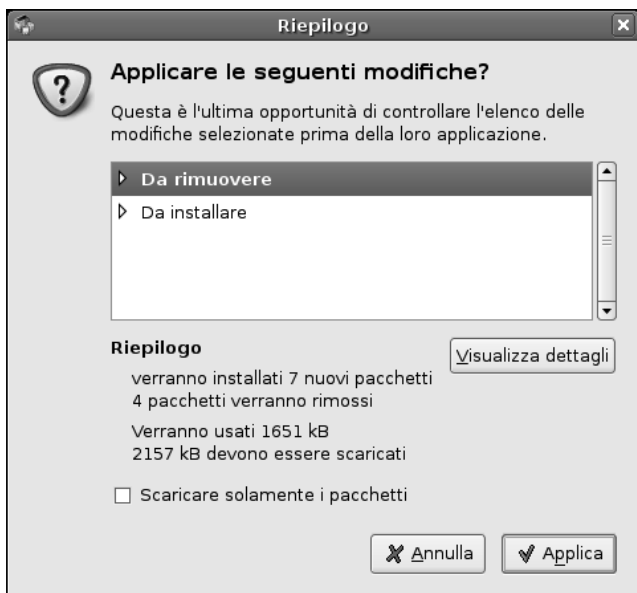 Riepilogo
Applicare le seguenti modifiche?
Questa è l'ultima opportunità di controllare l'elenco delle
modifiche selezionate prima della loro applicazione.
Da rimuovere
Da installare
Riepilogo
Visualizza dettagli
verranno installati 7 nuovi pacchetti
4 pacchetti verranno rimossi
Verranno usati 1651 kB
2157 kB devono essere scaricati
Scaricare solamente i pacchetti
Annulla
Applica